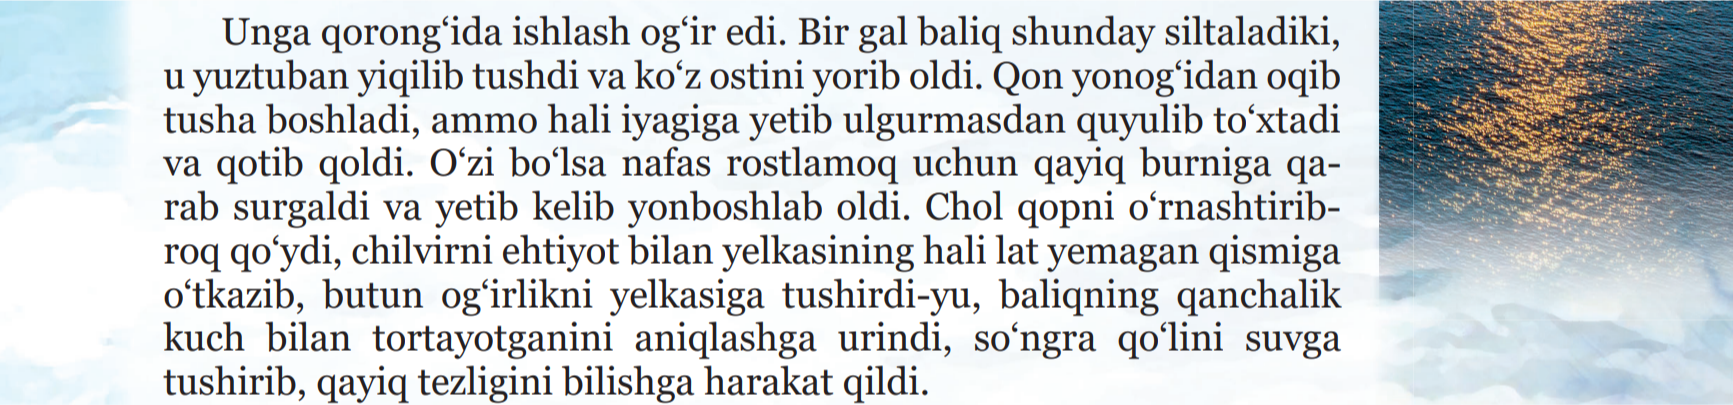 Unga qorong‘ida ishlash og‘ir edi. Bir gal baliq shunday siltaladiki,
u yuztuban yiqilib tushdi va ko‘z ostini yorib oldi. Qon yonog‘idan oqib
tusha boshladi, ammo hali iyagiga yetib ulgurmasdan quyulib to‘xtadi
va qotib qoldi. O‘zi bo‘lsa nafas rostlamoq uchun qayiq burniga qa-
rab surgaldi va yetib kelib yonboshlab oldi. Chol qopni o‘rnashtirib-
roq qo‘ydi, chilvirni ehtiyot bilan yelkasining hali lat yemagan qismiga
o‘tkazib, butun og‘irlikni yelkasiga tushirdi-yu, baliqning qanchalik
kuch bilan tortayotganini aniqlashga urindi, so‘ngra qo‘lini suvga
tushirib, qayiq tezligini bilishga harakat qildi.